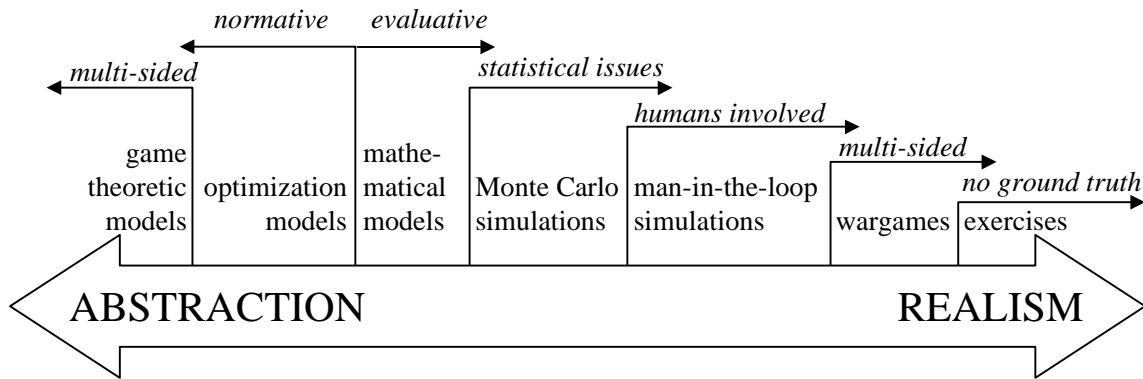 normative evaluative
multi-sided
statistical issues
humans involved
game
theoretic
models
optimization
models
mathe-
matical
models
Monte Carlo
simulations
man-in-the-loop
simulations
multi-sided
wargames
no ground truth
exercises
ABSTRACTION
REALISM